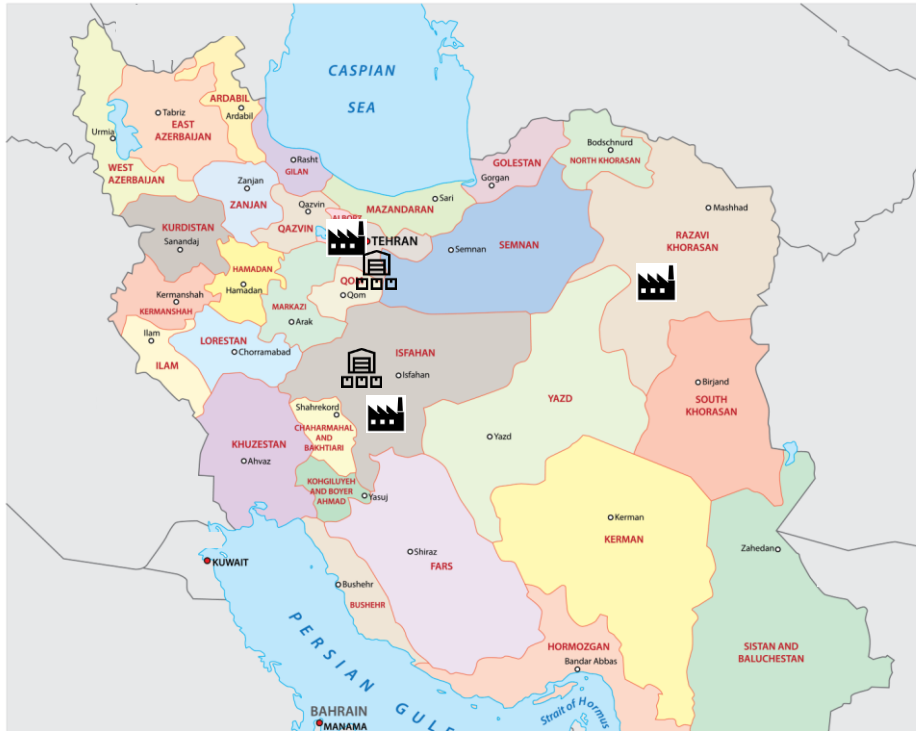 CASPIAN
SEA
ARDABIL
Ardabil
Tabriz
EAST
AZERBAIJAN
Urmia
WEST
AZERBAIJAN
Rasht
GILAN
Zanjan
ZANJAN
Qazvin
QAZVIN
ALBORZ
MAZANDARAN
Sari
GOLESTAN
Gorgan
Bodschnurd
NORTH KHORASAN
Mashhad
RAZAVI
KHORASAN
KURDISTAN
Sanandaj
TEHRAN
Semnan
SEMNAN
HAMADAN
Hamadan
Kermanshah
KERMANSHAH
MARKAZI
Arak
Qom
Ilam
ILAM
LORESTAN
Chorramabad
ISFAHAN
Isfahan
YAZD
Yazd
Birjand
SOUTH
KHORASAN
Shahrekord
CHAHARMAHAL
AND
BAKHTIARI
KHUZESTAN
Ahvaz
KOHGILUYEH
AND BOYER
AHMAD
Yasuj
Shiraz
FARS
Kerman
KERMAN
Zahedan
KUWAIT
Bushehr
BUSHEHR
PERSIAN
HORMOZGAN
Bandar Abbas
SISTAN AND
BALUCHESTAN
BAHRAIN
MANAMA
Strait of Hormus